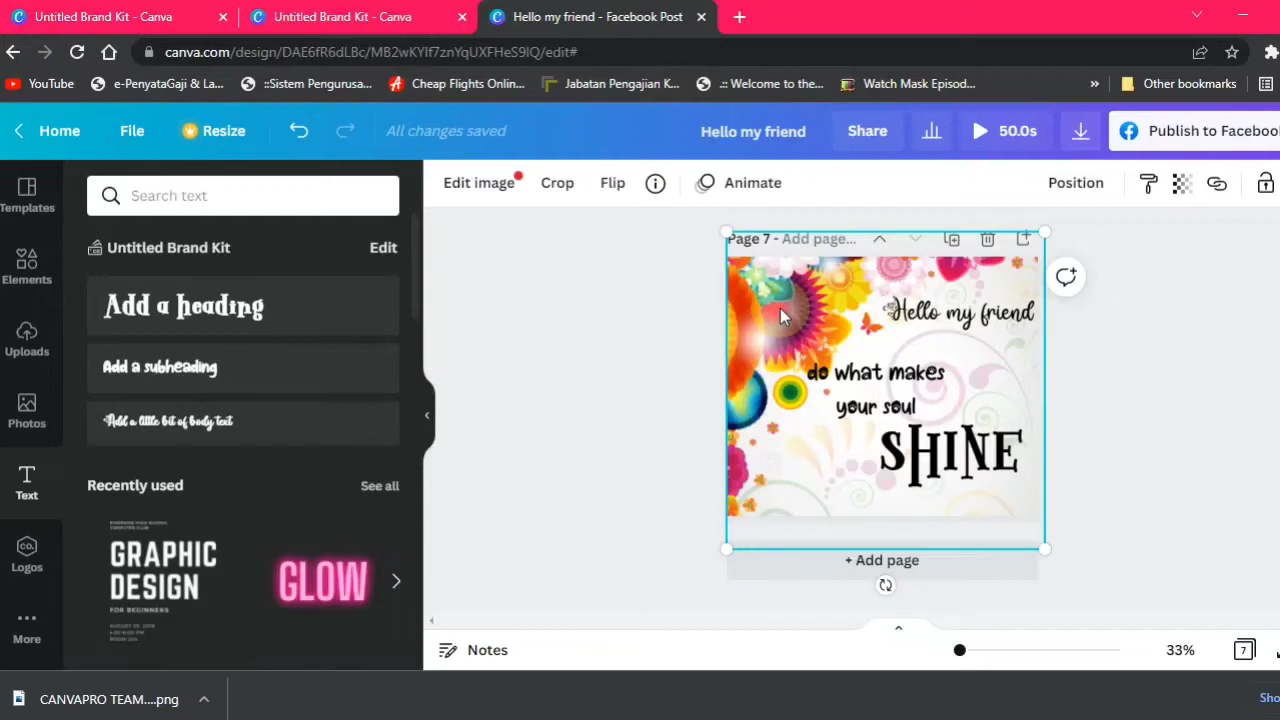 Untitled Brand Kit - Canva
Untitled Brand Kit - Canva
Hello my friend - Facebook Post
canva.com/design/DAE6fR6dLBc/MB2wKYIf7znYqUXFHeS9lQ/edit#
YouTube
e-PenyataGaji & La...
::Sistem Pengurusa...
Cheap Flights Onlin...
Jabatan Pengajian K...
.:: Welcome to the...
Watch Mask Episod...
»
Other bookmarks
Home
File
Resize
All changes saved
Hello my friend
Share
50.0s
Publish to Faceboo
Templates
Elements
Uploads
Photos
Text
Logos
CO.
More
Search text
Untitled Brand Kit
Edit
Add a heading
Add a subheading
Add a little bit of body text
Recently used
See all
GRAPHIC
DESIGN
FOR BEGINNERS
GLOW
Edit image
Crop
Flip
Animate
Position
Page 7 - Add page...
Hello my friend
do what makes
your soul
SHINE
+ Add page
Notes
33%
7
CANVAPRO TEAM....png
Sho